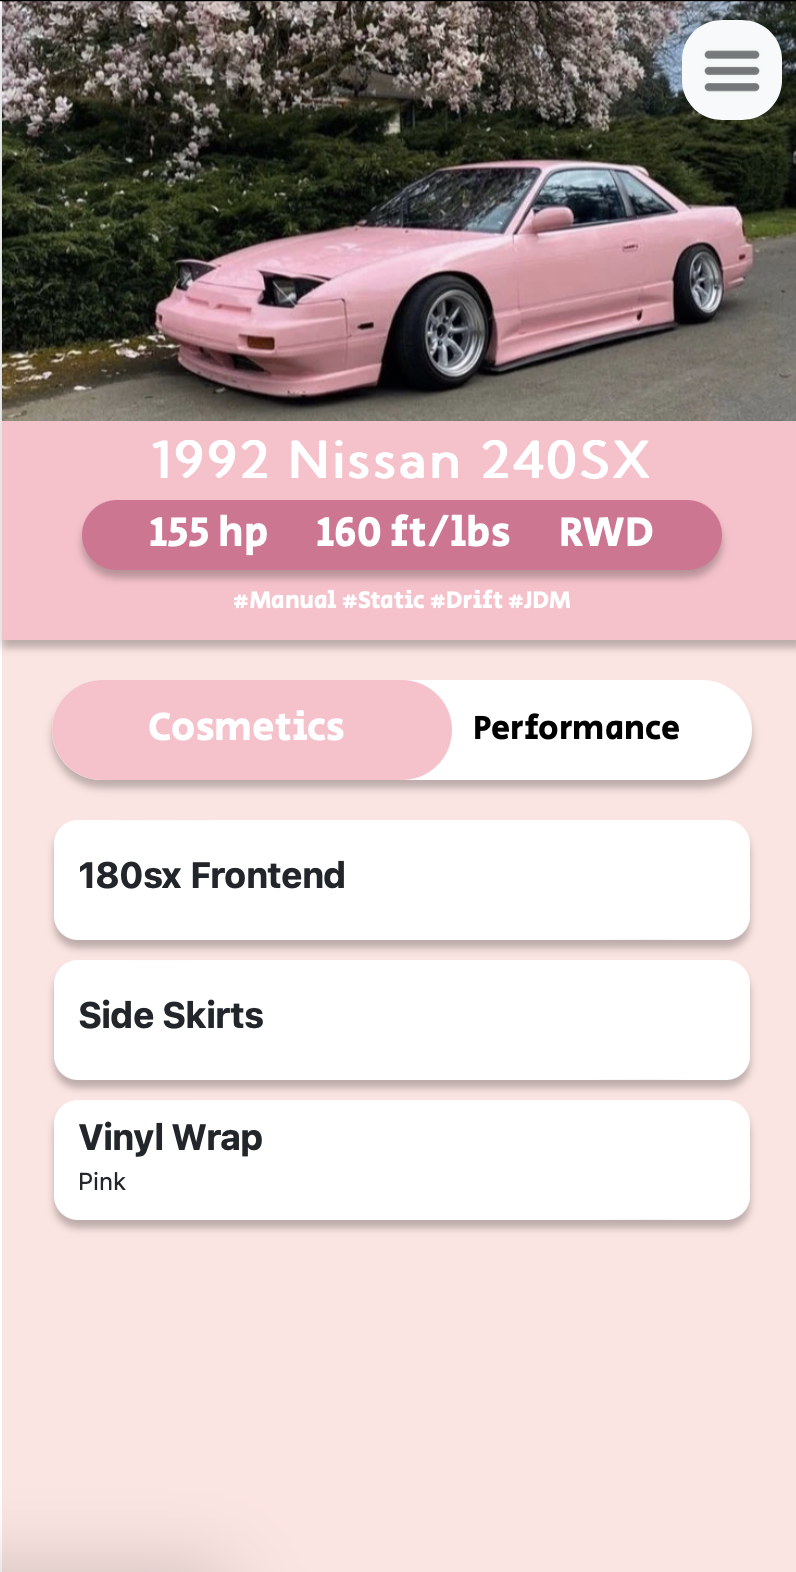 1992 Nissan 240SX
155 hp 160 ft/lbs RWD
#Manual #Static #Drift #JDM
Cosmetics Performance
180sx Frontend
Side Skirts
Vinyl Wrap
Pink